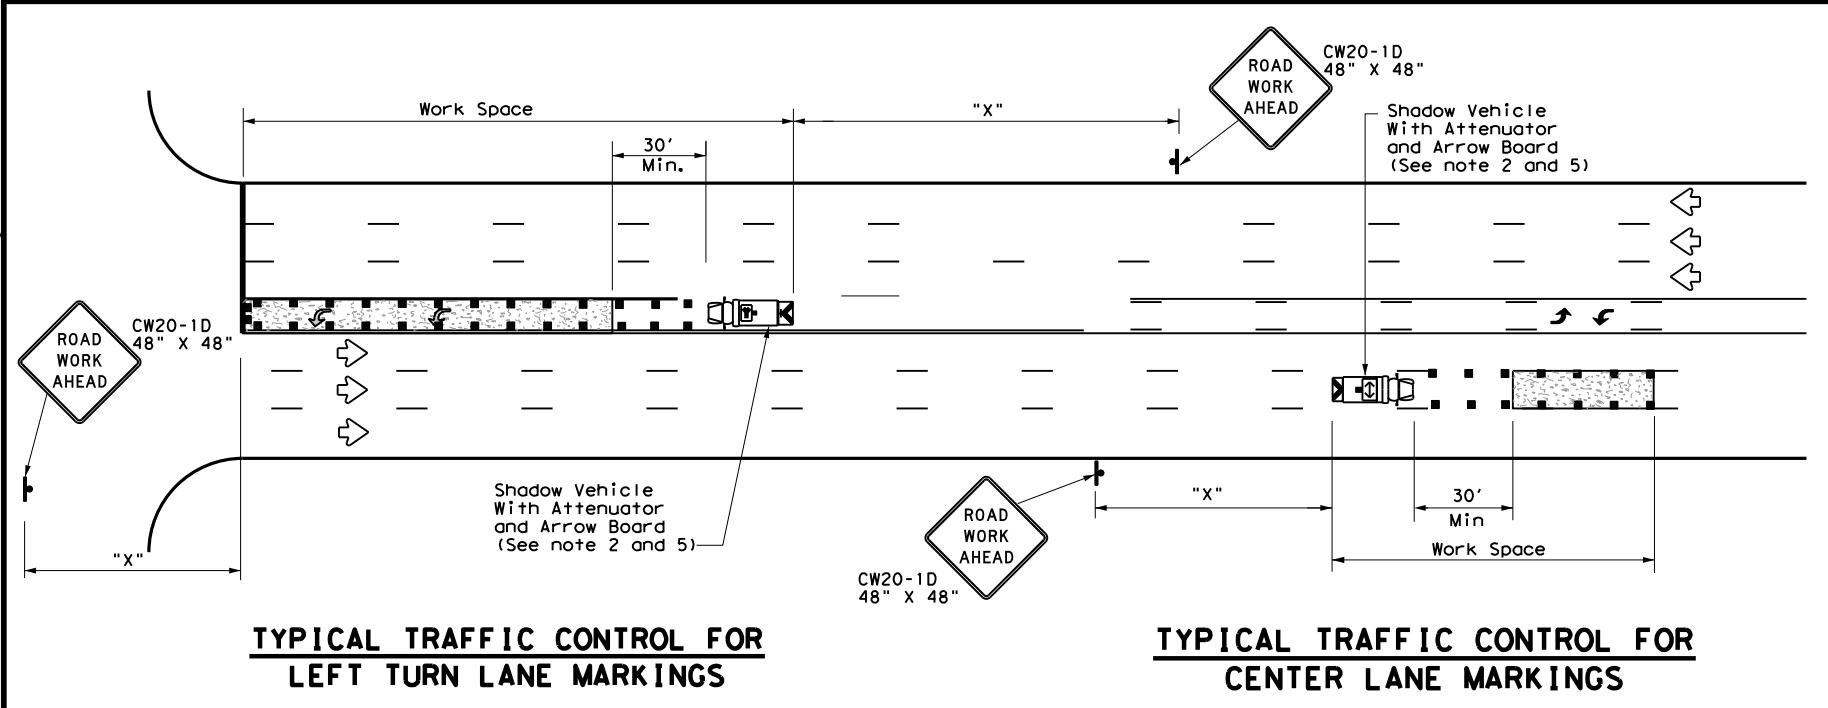 ROAD
WORK
AHEAD
CW20-1D
48" X 48"
Work Space
"X"
Shadow Vehicle
With Attenuator
and Arrow Board
(See note 2 and 5)
30'
Min.
ROAD
WORK
AHEAD
CW20-1D
48" X 48"
Shadow Vehicle
With Attenuator
and Arrow Board
(See note 2 and 5)
"X"
ROAD
WORK
AHEAD
CW20-1D
48" X 48"
"X"
30'
Min
Work Space
TYPICAL TRAFFIC CONTROL FOR
LEFT TURN LANE MARKINGS
TYPICAL TRAFFIC CONTROL FOR
CENTER LANE MARKINGS